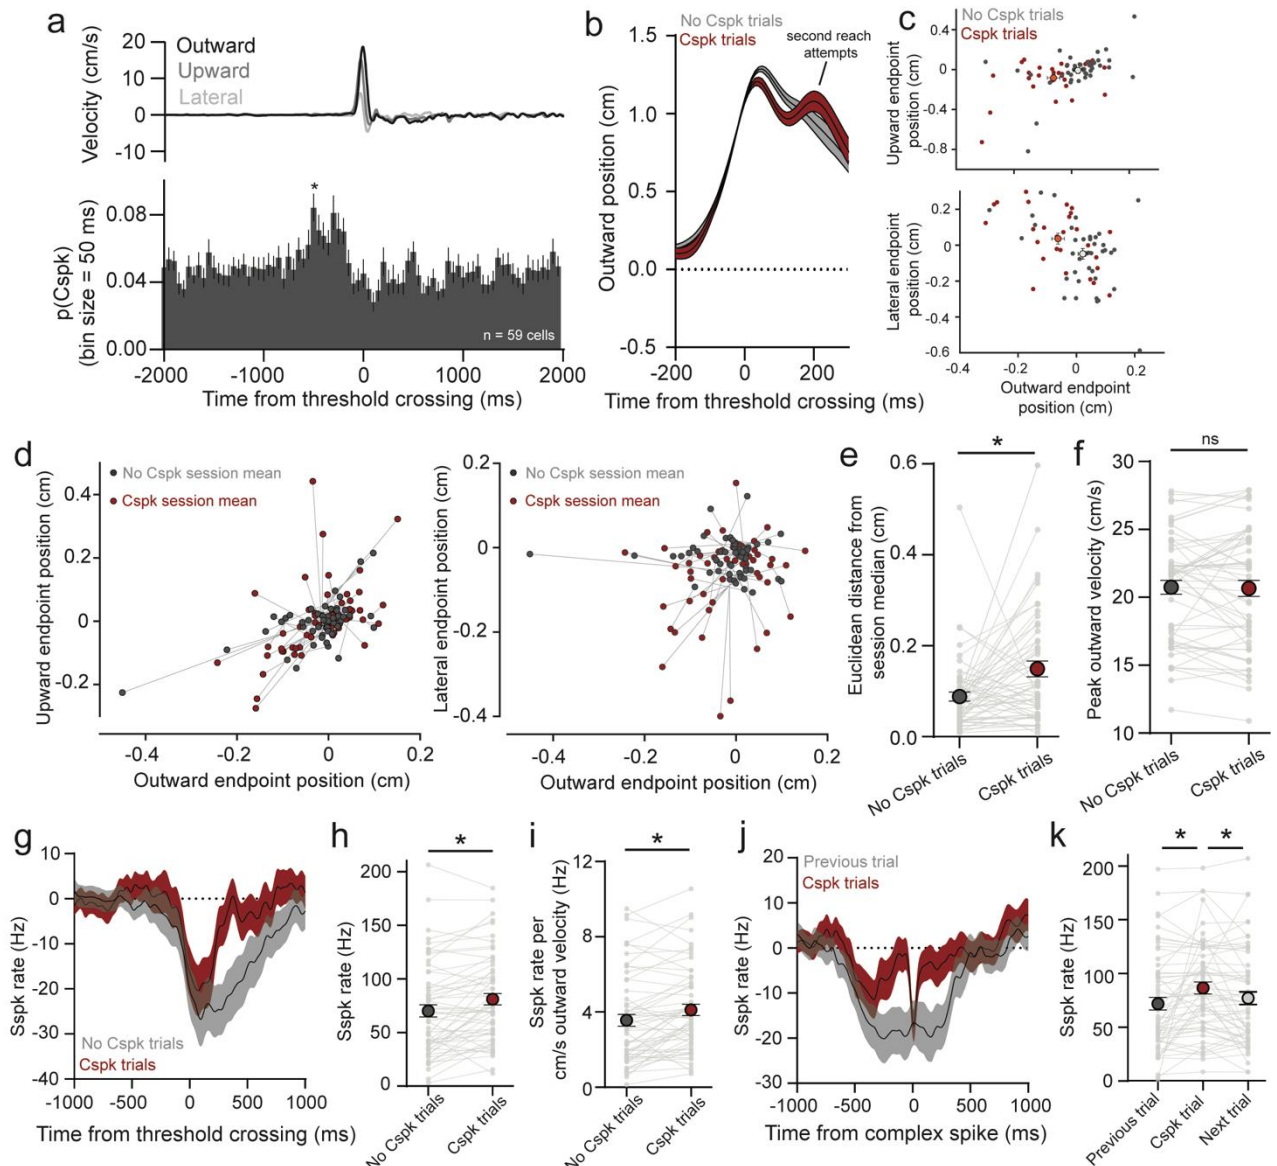 a
Outward
Upward
Lateral
Velocity (cm/s)
20
10
0
-10
*
p(Cspk)
(bin size = 50 ms)
0.08
0.04
0.00
n = 59 cells
-2000
-1000
0
1000
2000
Time from threshold crossing (ms)
b
No Cspk trials
Cspk trials
second reach
attempts
Outward position (cm)
1.5
1.0
0.5
0.0
-0.5
-200
0
200
Time from threshold crossing (ms)
c
No Cspk trials
Cspk trials
Upward endpoint
position (cm)
0.4
0
-0.4
-0.8
Lateral endpoint
position (cm)
0.2
0
-0.2
-0.4
-0.6
-0.4
-0.2
0
0.2
Outward endpoint
position (cm)
d
No Cspk session mean
Cspk session mean
Upward endpoint position (cm)
0.4
0.2
0
-0.2
-0.4
-0.2
0
0.2
Outward endpoint position (cm)
No Cspk session mean
Cspk session mean
Lateral endpoint position (cm)
0.2
0
-0.2
-0.4
-0.4
-0.2
0
0.2
Outward endpoint position (cm)
e
*
Euclidean distance from
session median (cm)
0.6
0.4
0.2
0.0
No Cspk trials
Cspk trials
f
ns
Peak outward velocity (cm/s)
30
25
20
15
10
No Cspk trials
Cspk trials
g
Sspk rate (Hz)
10
0
-10
-20
-30
-40
No Cspk trials
Cspk trials
-1000
-500
0
500
1000
Time from threshold crossing (ms)
h
*
Sspk rate (Hz)
200
150
100
50
0
No Cspk trials
Cspk trials
i
*
Sspk rate per
cm/s outward velocity (Hz)
12
8
4
0
No Cspk trials
Cspk trials
j
Previous trial
Cspk trials
Sspk rate (Hz)
20
10
0
-10
-20
-30
-1000
-500
0
500
1000
Time from complex spike (ms)
k
*
*
Sspk rate (Hz)
200
150
100
50
0
Previous trial
Cspk trial
Next trial